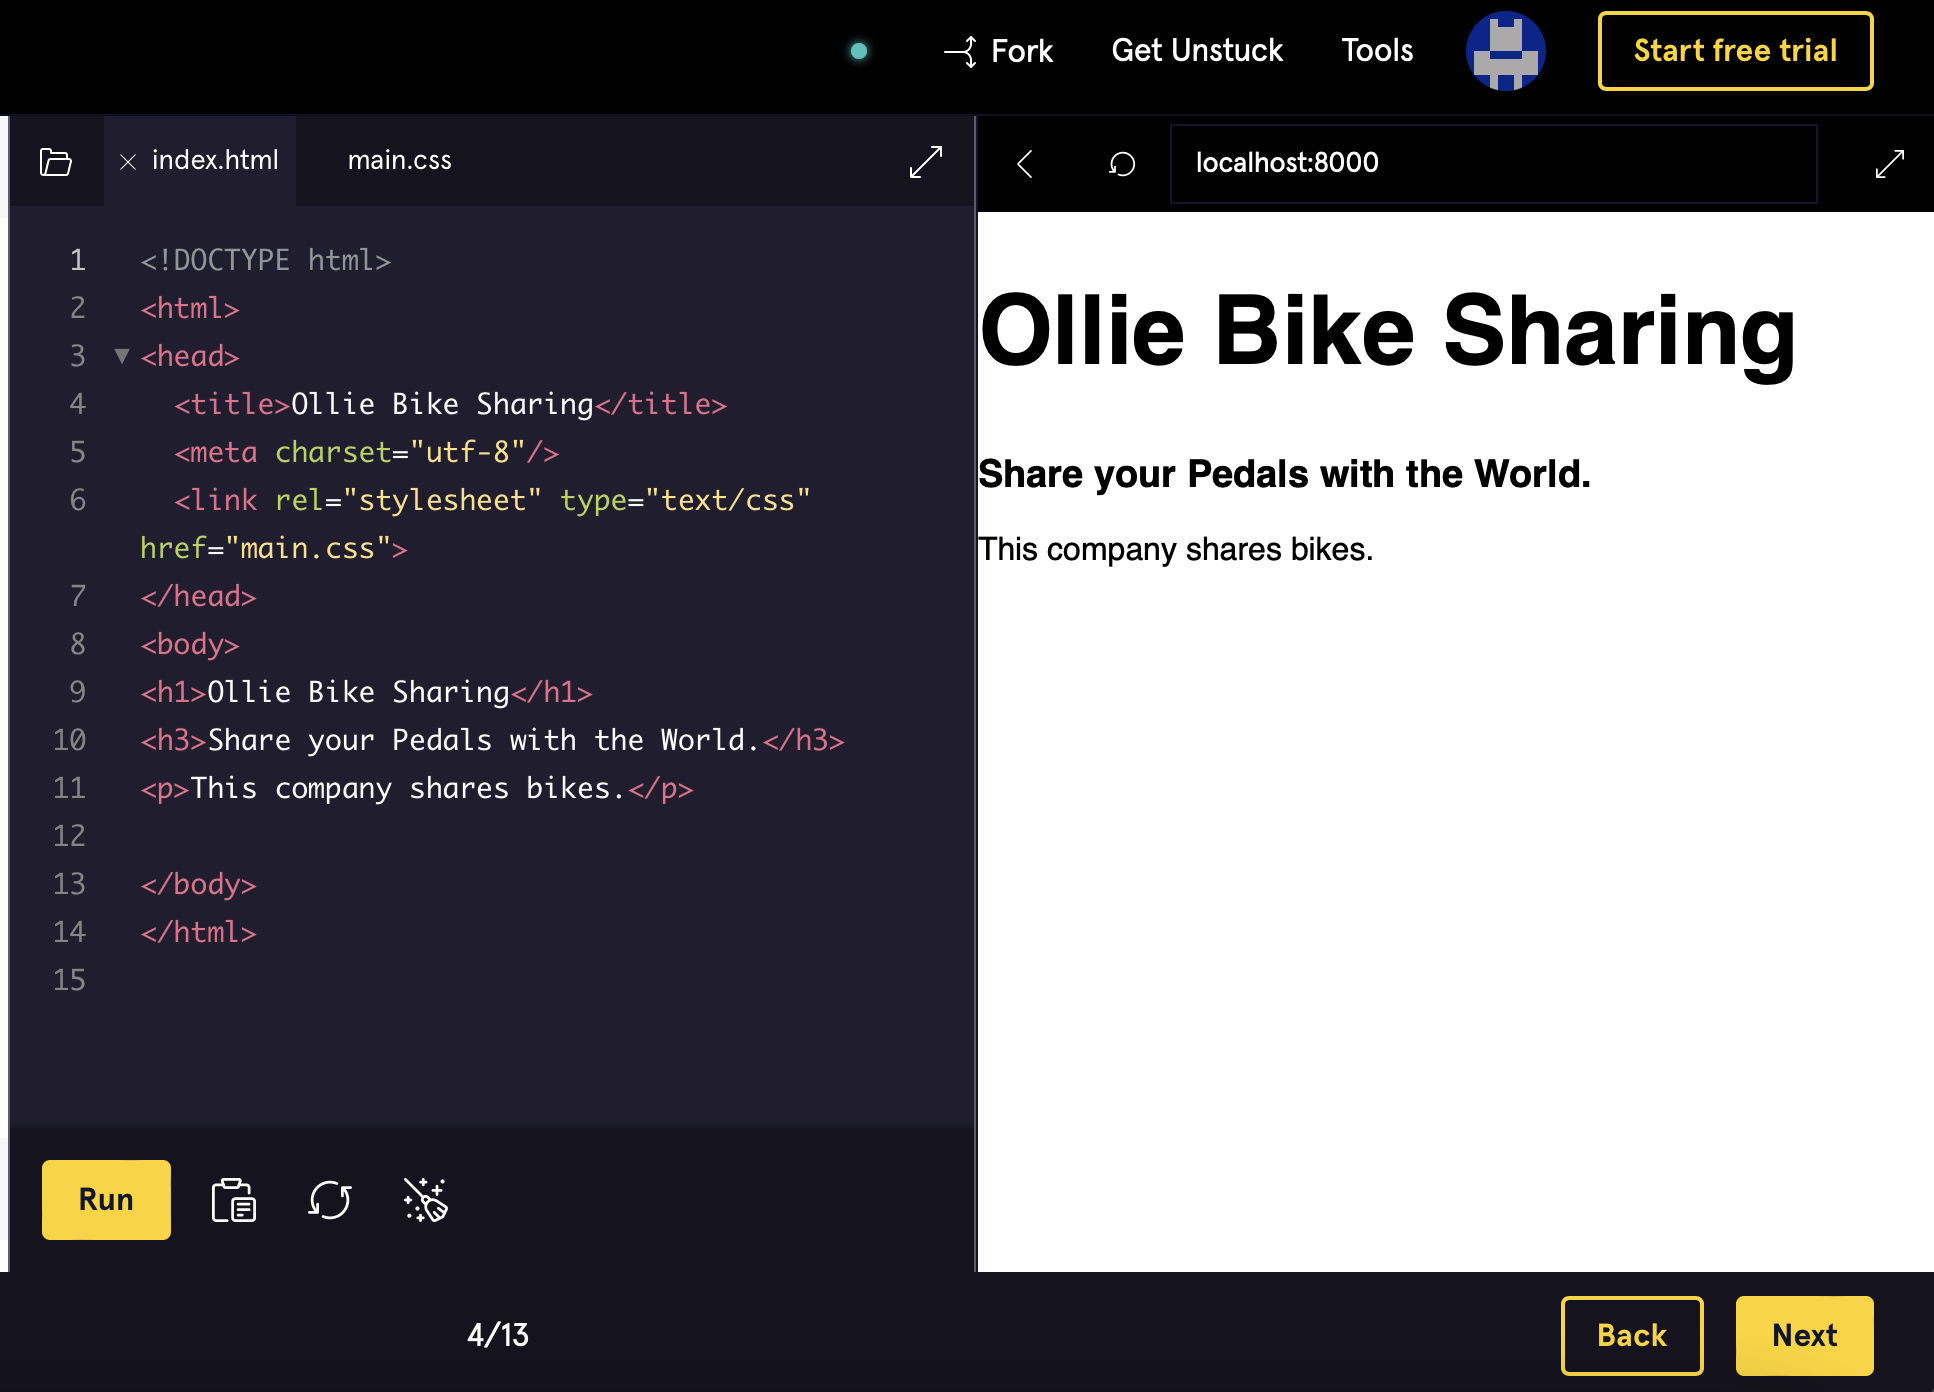 Fork Get Unstuck Tools Start free trial
index.html main.css
localhost:8000
1 <!DOCTYPE html>
2 <html>
3 <head>
4 <title>Ollie Bike Sharing</title>
5 <meta charset="utf-8"/>
6 <link rel="stylesheet" type="text/css"
href="main.css">
7 </head>
8 <body>
9 <h1>Ollie Bike Sharing</h1>
10 <h3>Share your Pedals with the World.</h3>
11 <p>This company shares bikes.</p>
12
13 </body>
14 </html>
15
Ollie Bike Sharing
Share your Pedals with the World.
This company shares bikes.
Run
4/13
Back Next